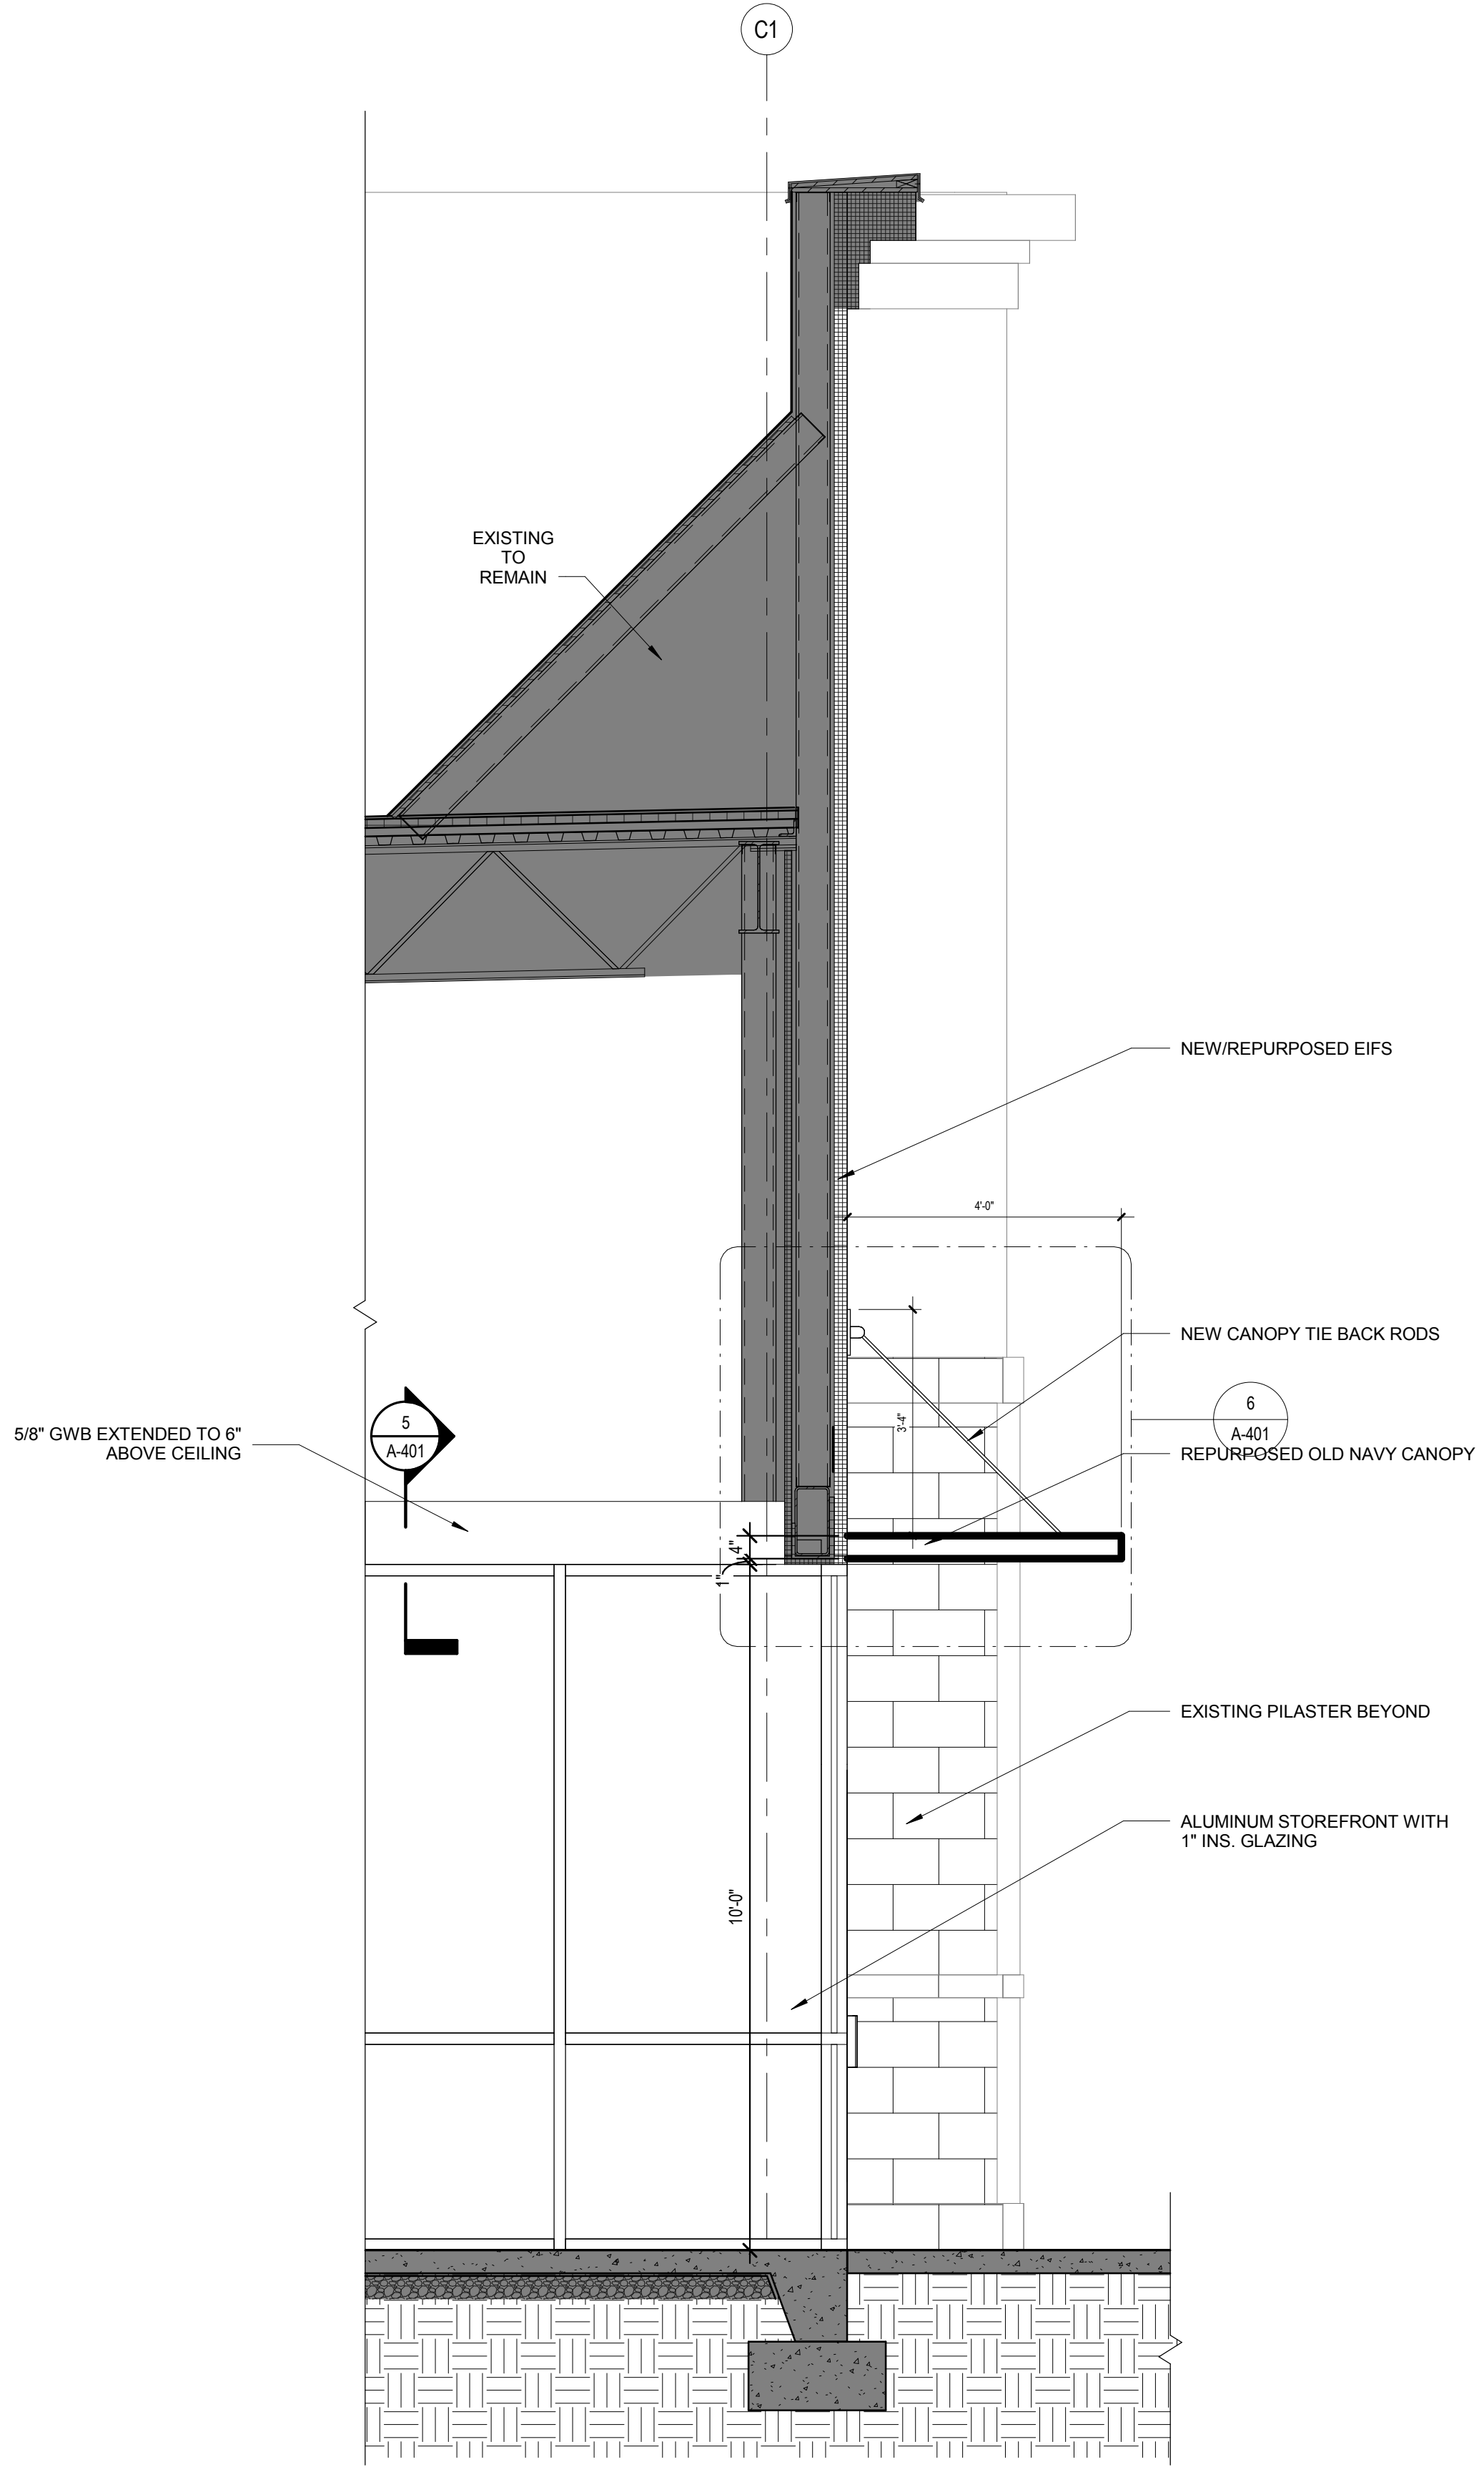 C1
EXISTING
TO
REMAIN
NEW/REPURPOSED EIFS
4'-0"
NEW CANOPY TIE BACK RODS
3'-4"
5
A-401
6
A-401
5/8" GWB EXTENDED TO 6"
ABOVE CEILING
REPURPOSED OLD NAVY CANOPY
4"
1"
EXISTING PILASTER BEYOND
ALUMINUM STOREFRONT WITH
1" INS. GLAZING
10'-0"